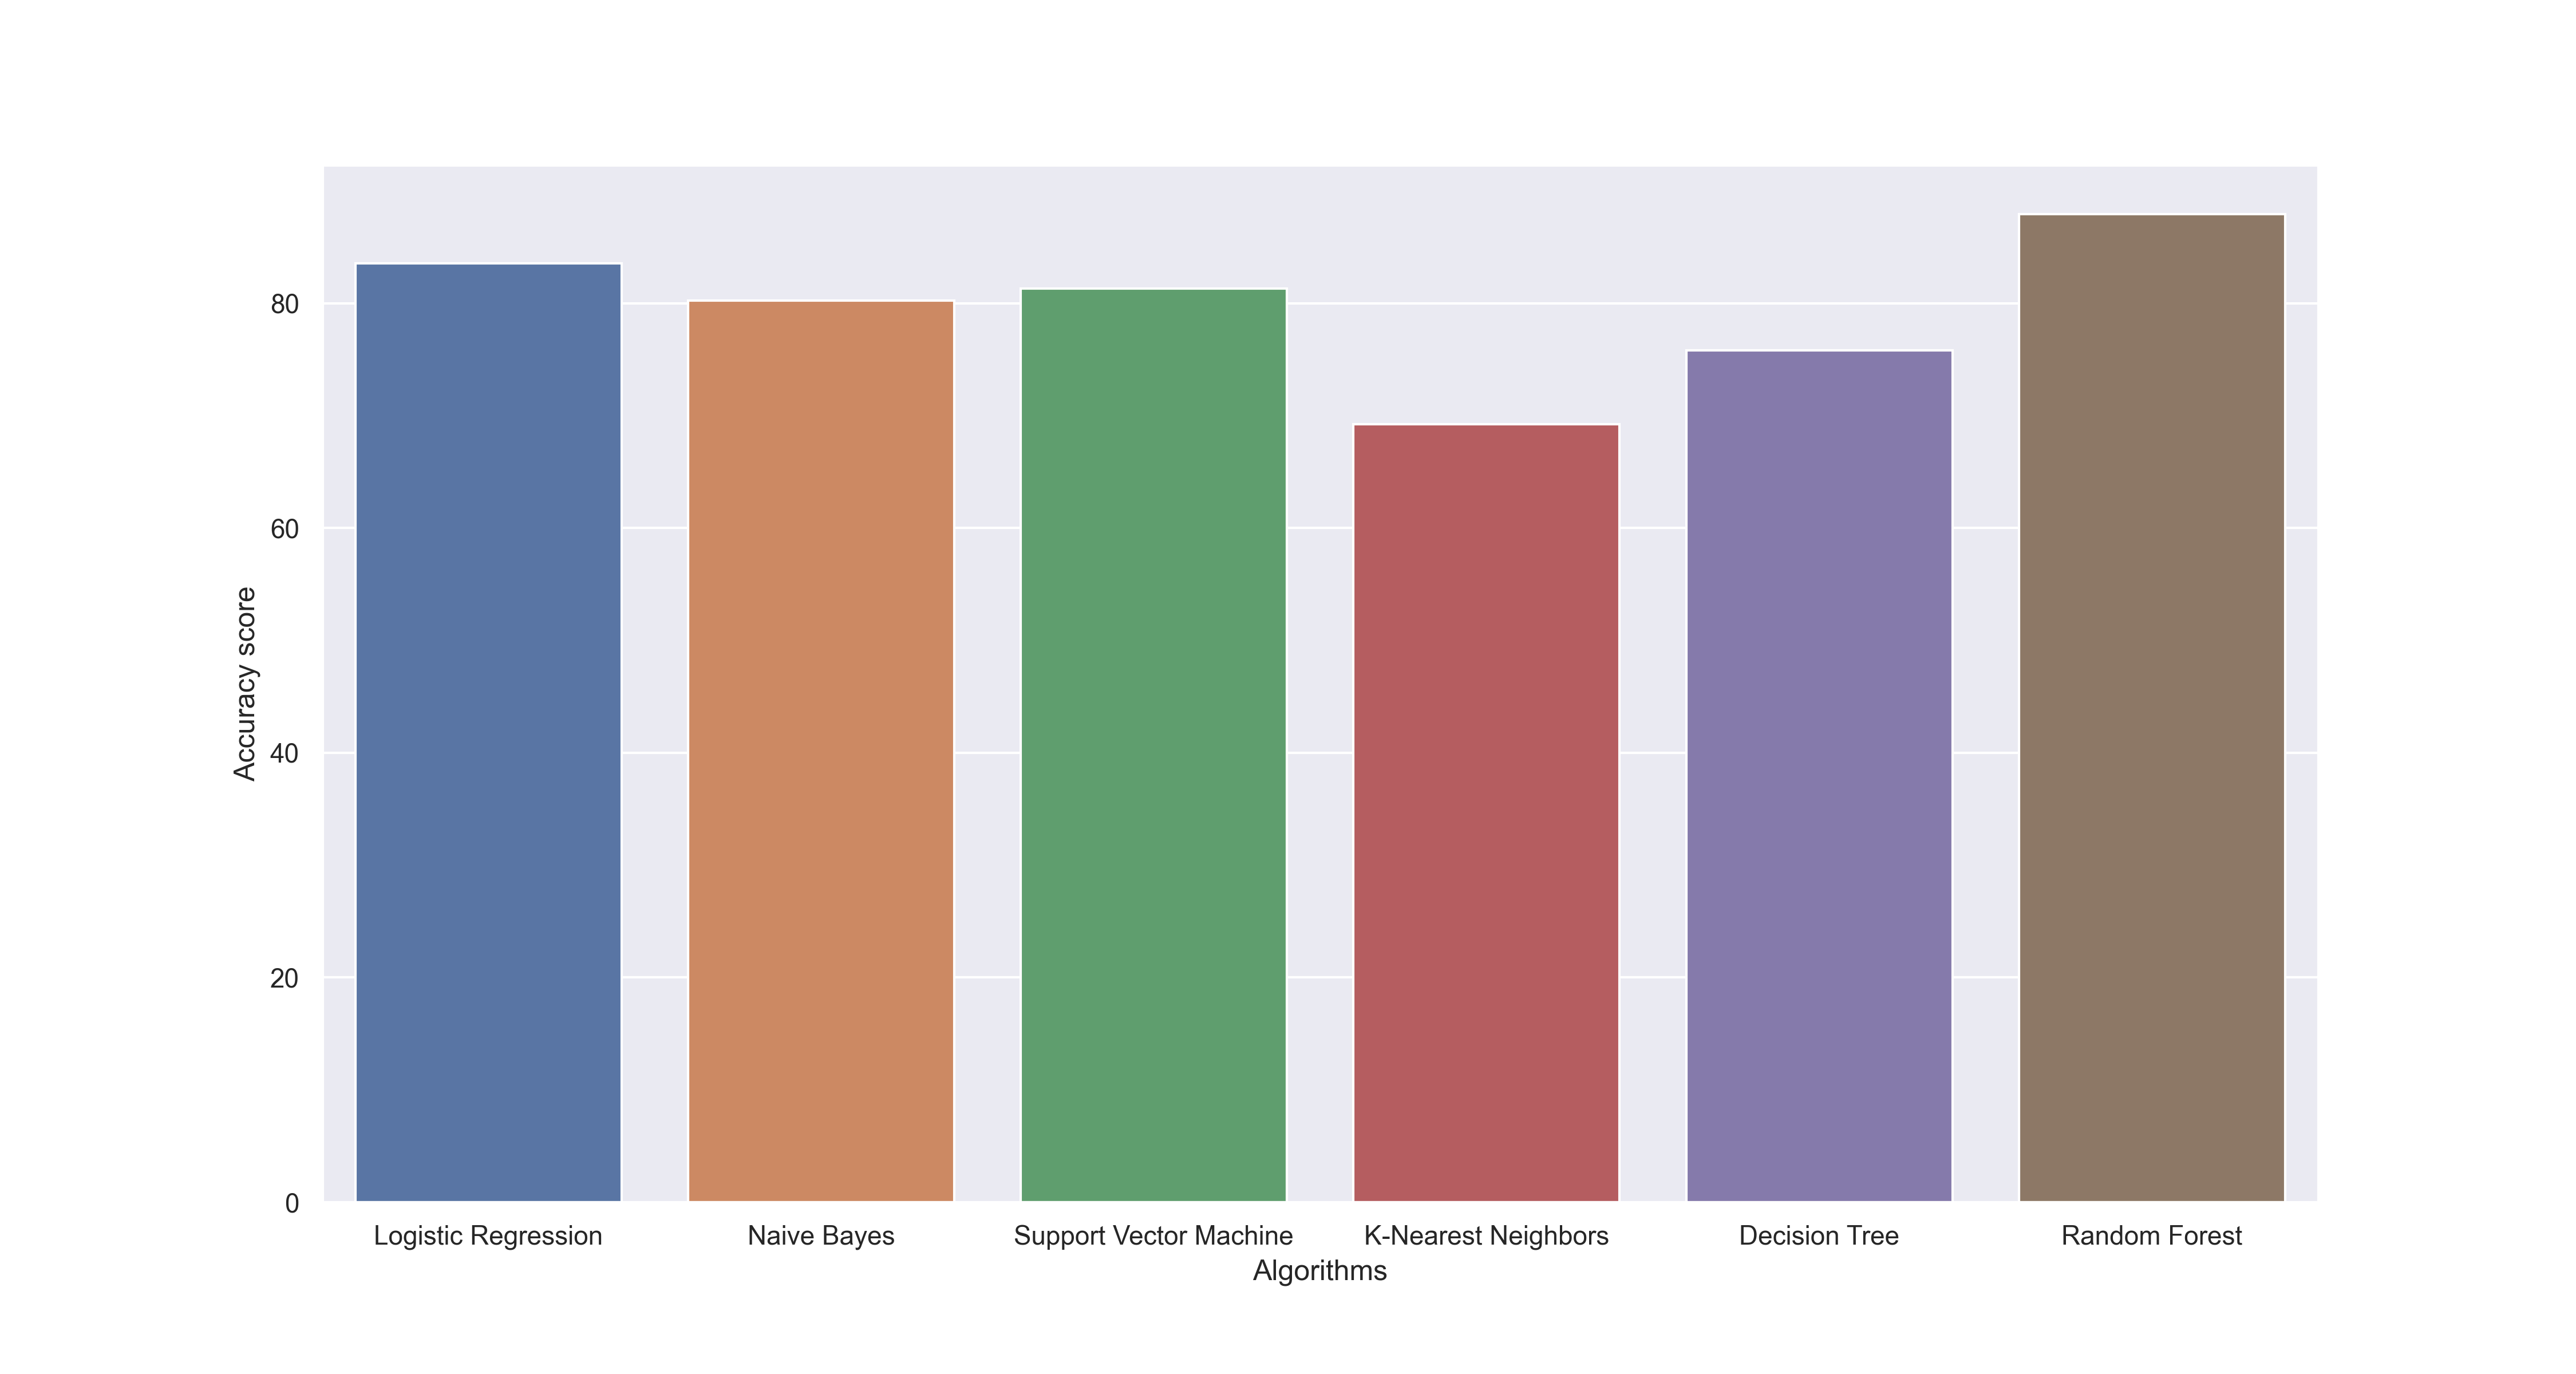 80
60
40
20
0
Accuracy score
Logistic Regression
Naive Bayes
Support Vector Machine
K-Nearest Neighbors
Decision Tree
Random Forest
Algorithms